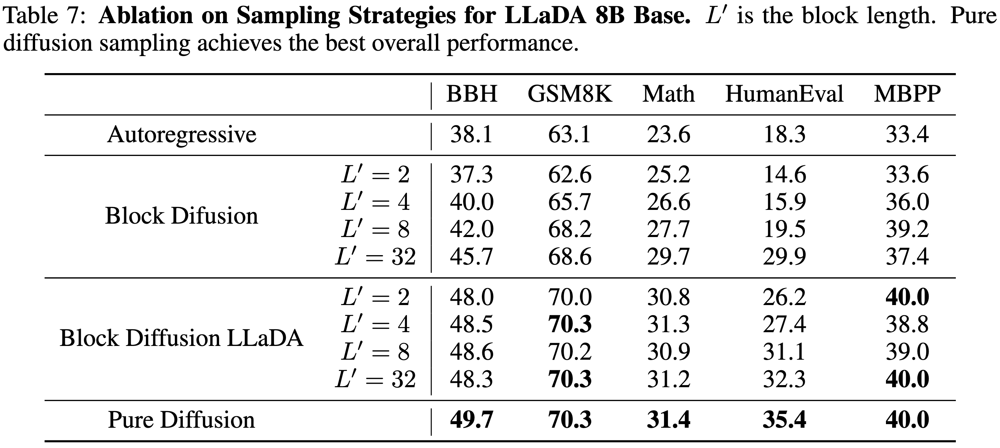 Table 7: Ablation on Sampling Strategies for LLaDA 8B Base. L′ is the block length. Pure
diffusion sampling achieves the best overall performance.
BBH GSM8K Math HumanEval MBPP
Autoregressive 38.1 63.1 23.6 18.3 33.4
Block Difusion
L′ = 2 37.3 62.6 25.2 14.6 33.6
L′ = 4 40.0 65.7 26.6 15.9 36.0
L′ = 8 42.0 68.2 27.7 19.5 39.2
L′ = 32 45.7 68.6 29.7 29.9 37.4
Block Diffusion LLaDA
L′ = 2 48.0 70.0 30.8 26.2 40.0
L′ = 4 48.5 70.3 31.3 27.4 38.8
L′ = 8 48.6 70.2 30.9 31.1 39.0
L′ = 32 48.3 70.3 31.2 32.3 40.0
Pure Diffusion 49.7 70.3 31.4 35.4 40.0